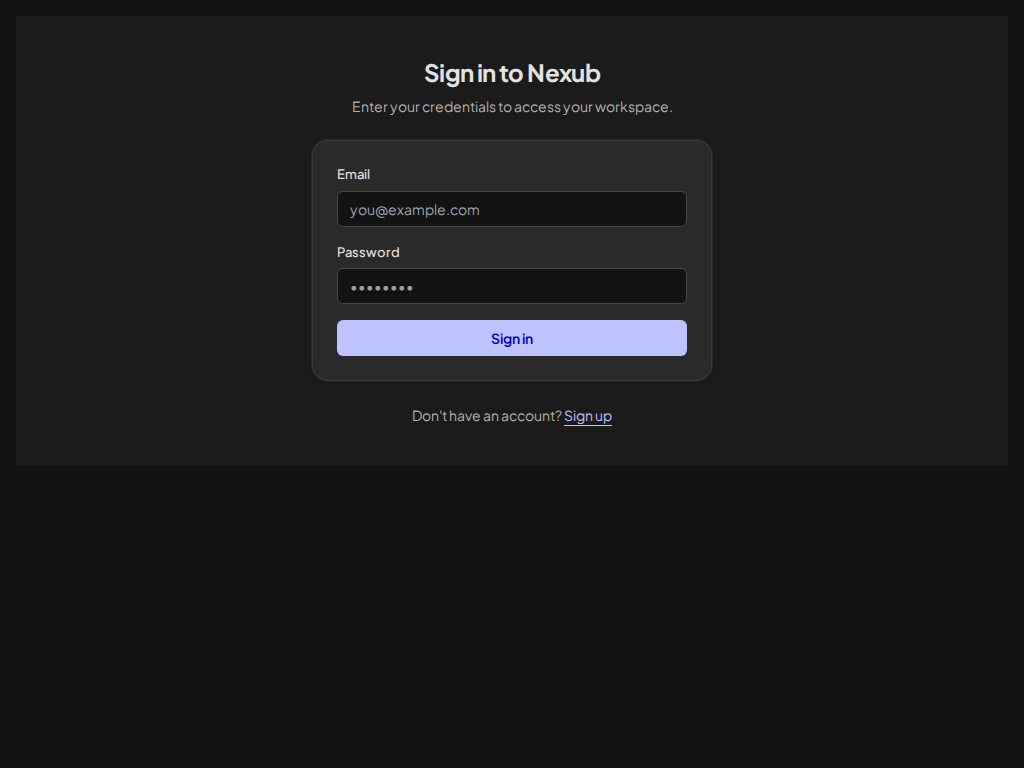 Sign in to Nexub
Enter your credentials to access your workspace.
Email
you@example.com
Password
••••••••
Sign in
Don't have an account? Sign up